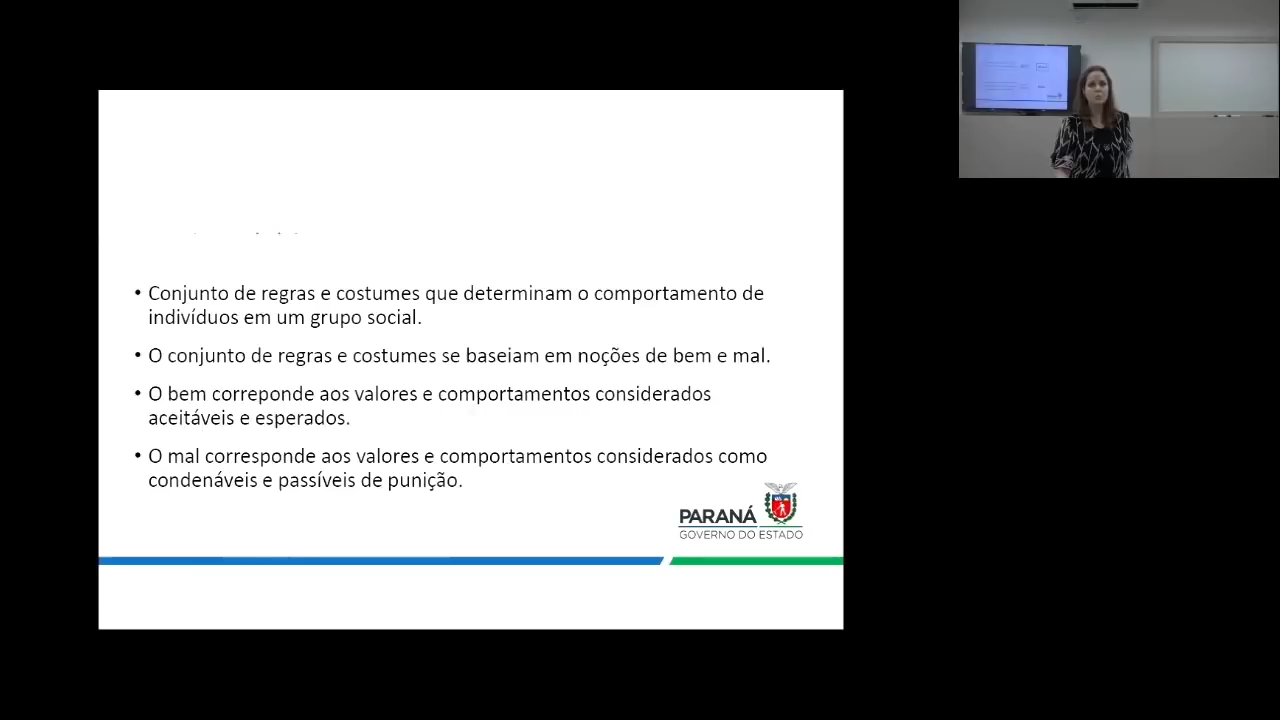 • Conjunto de regras e costumes que determinam o comportamento de
indivíduos em um grupo social.
• O conjunto de regras e costumes se baseiam em noções de bem e mal.
• O bem correponde aos valores e comportamentos considerados
aceitáveis e esperados.
• O mal corresponde aos valores e comportamentos considerados como
condenáveis e passíveis de punição.
PARANÁ
GOVERNO DO ESTADO